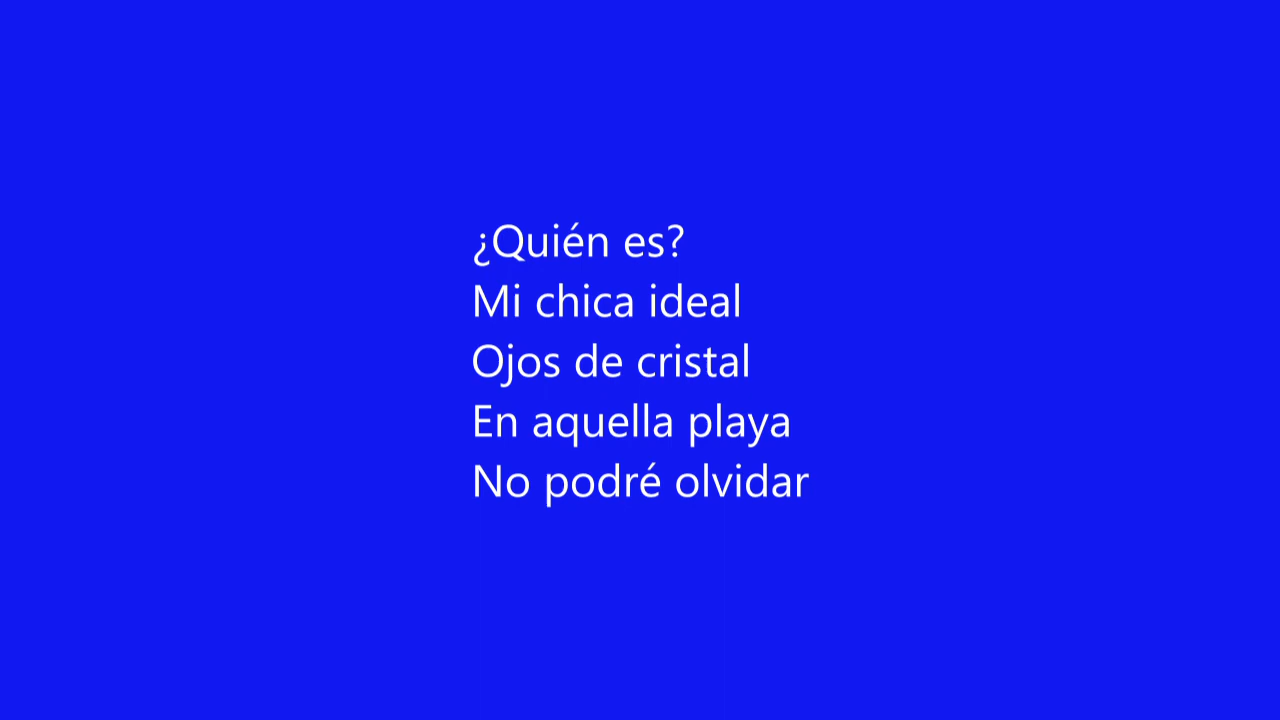 ¿Quién es?
Mi chica ideal
Ojos de cristal
En aquella playa
No podré olvidar